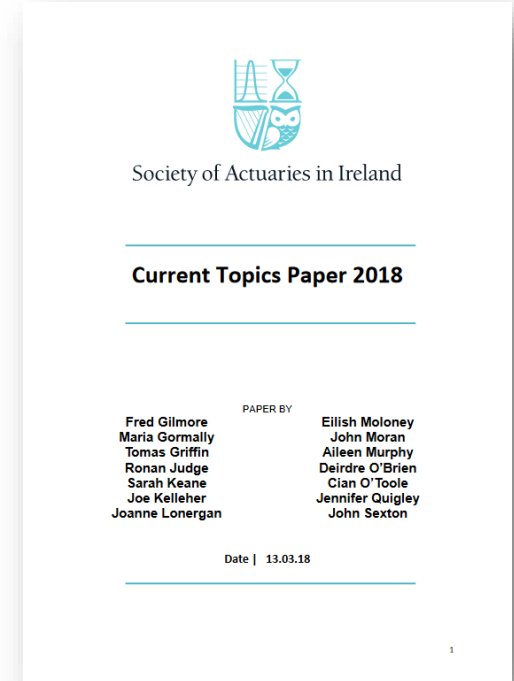 Society of Actuaries in Ireland
Current Topics Paper 2018
PAPER BY
Fred Gilmore
Maria Gormally
Tomas Griffin
Ronan Judge
Sarah Keane
Joe Kelleher
Joanne Lonergan
Eilish Moloney
John Moran
Aileen Murphy
Deirdre O'Brien
Cian O'Toole
Jennifer Quigley
John Sexton
Date | 13.03.18
1